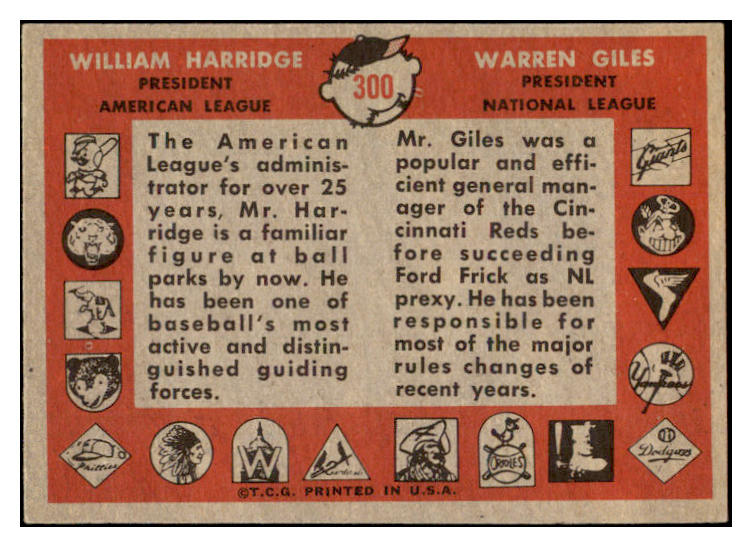 WILLIAM HARRIDGE
PRESIDENT
AMERICAN LEAGUE
300
WARREN GILES
PRESIDENT
NATIONAL LEAGUE
The American
League's adminis-
trator for over 25
years, Mr. Har-
ridge is a familiar
figure at ball
parks by now. He
has been one of
baseball's most
active and distin-
guished guiding
forces.
Mr. Giles was a
popular and effi-
cient general man-
ager of the Cin-
cinnati Reds be-
fore succeeding
Ford Frick as NL
prexy. He has been
responsible for
most of the major
rules changes of
recent years.
Giants
Yankees
Phillies
W
ORIOLES
Dodgers
©T.C.G. PRINTED IN U.S.A.